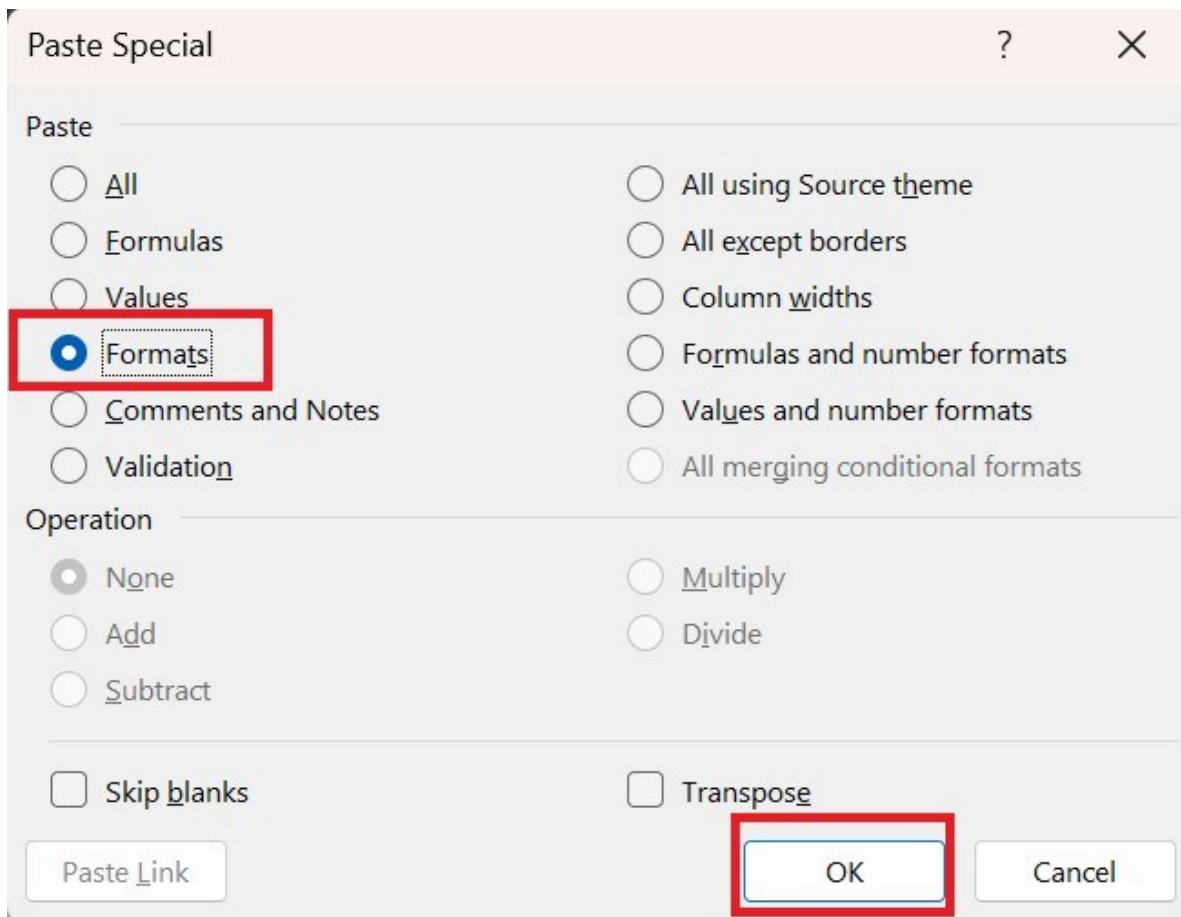 Paste Special ?
Paste
All
Formulas
Values
Formats
Comments and Notes
Validation
All using Source theme
All except borders
Column widths
Formulas and number formats
Values and number formats
All merging conditional formats
Operation
None
Add
Subtract
Multiply
Divide
Skip blanks
Transpose
Paste Link
OK
Cancel